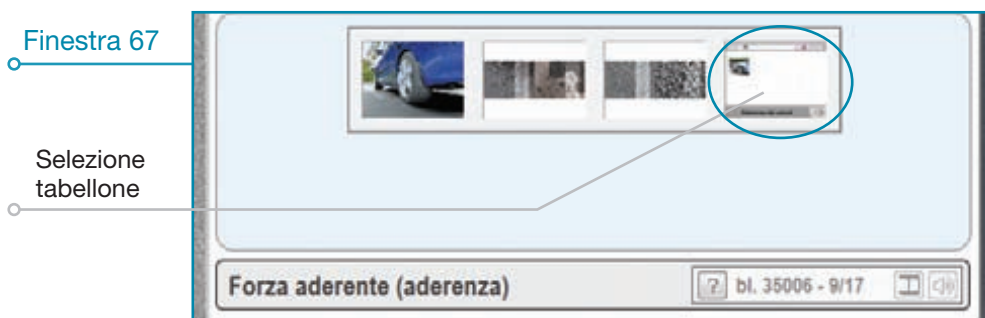 Finestra 67
Selezione
tabellone
Forza aderente (aderenza)
? bl. 35006 - 9/17